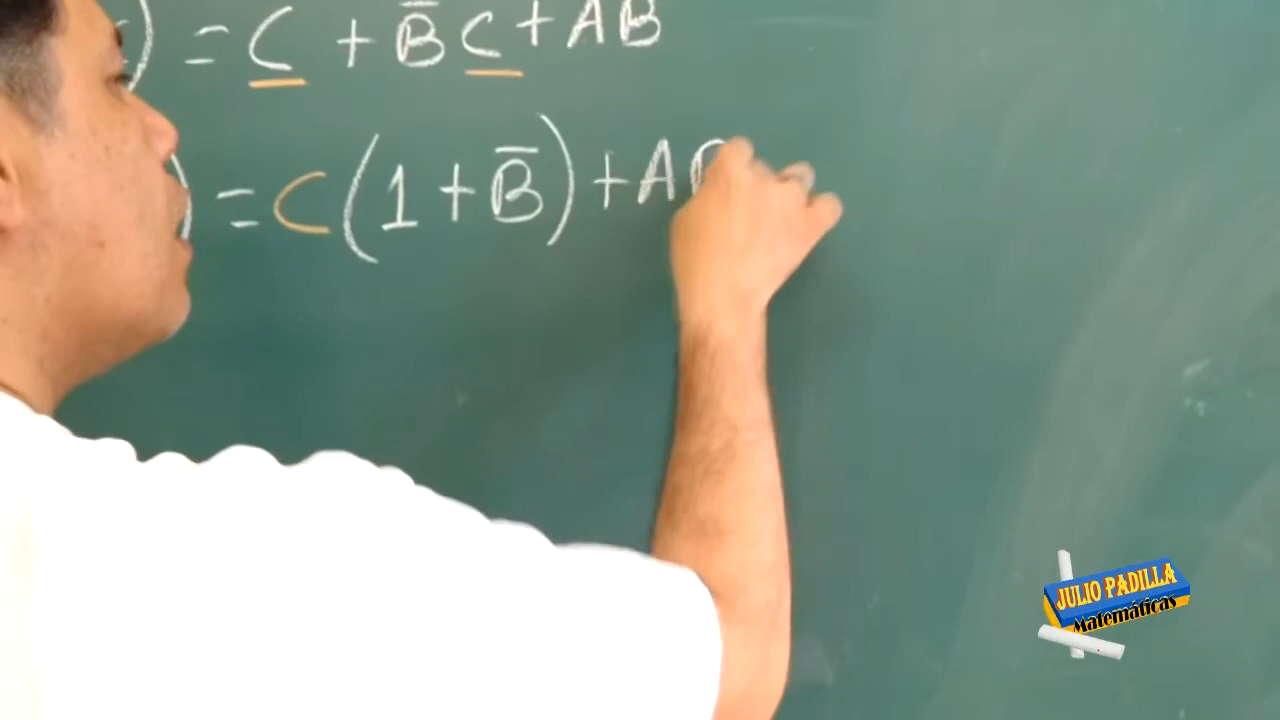 ) = C + B̅ C + AB
) = C (1 + B̅) + A
JULIO PADILLA
Matemáticas